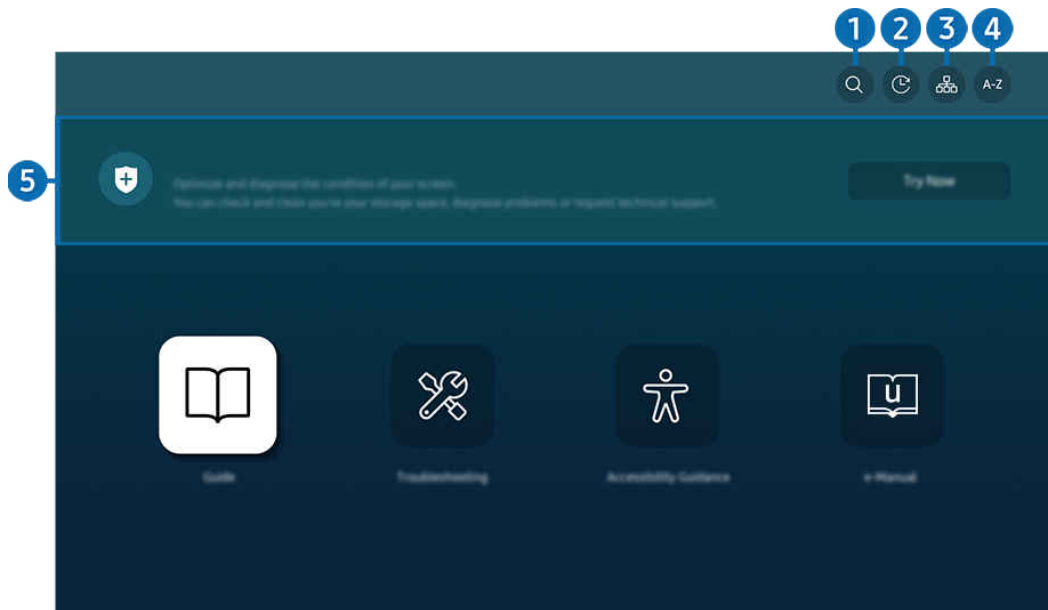 1 2 3 4
A-Z
5
Optimize and diagnose the condition of your screen.
You can check and clean you're your storage space, diagnose problems or request technical support.
Try Now
u
Guide
Troubleshooting
Accessibility Guidance
e-Manual